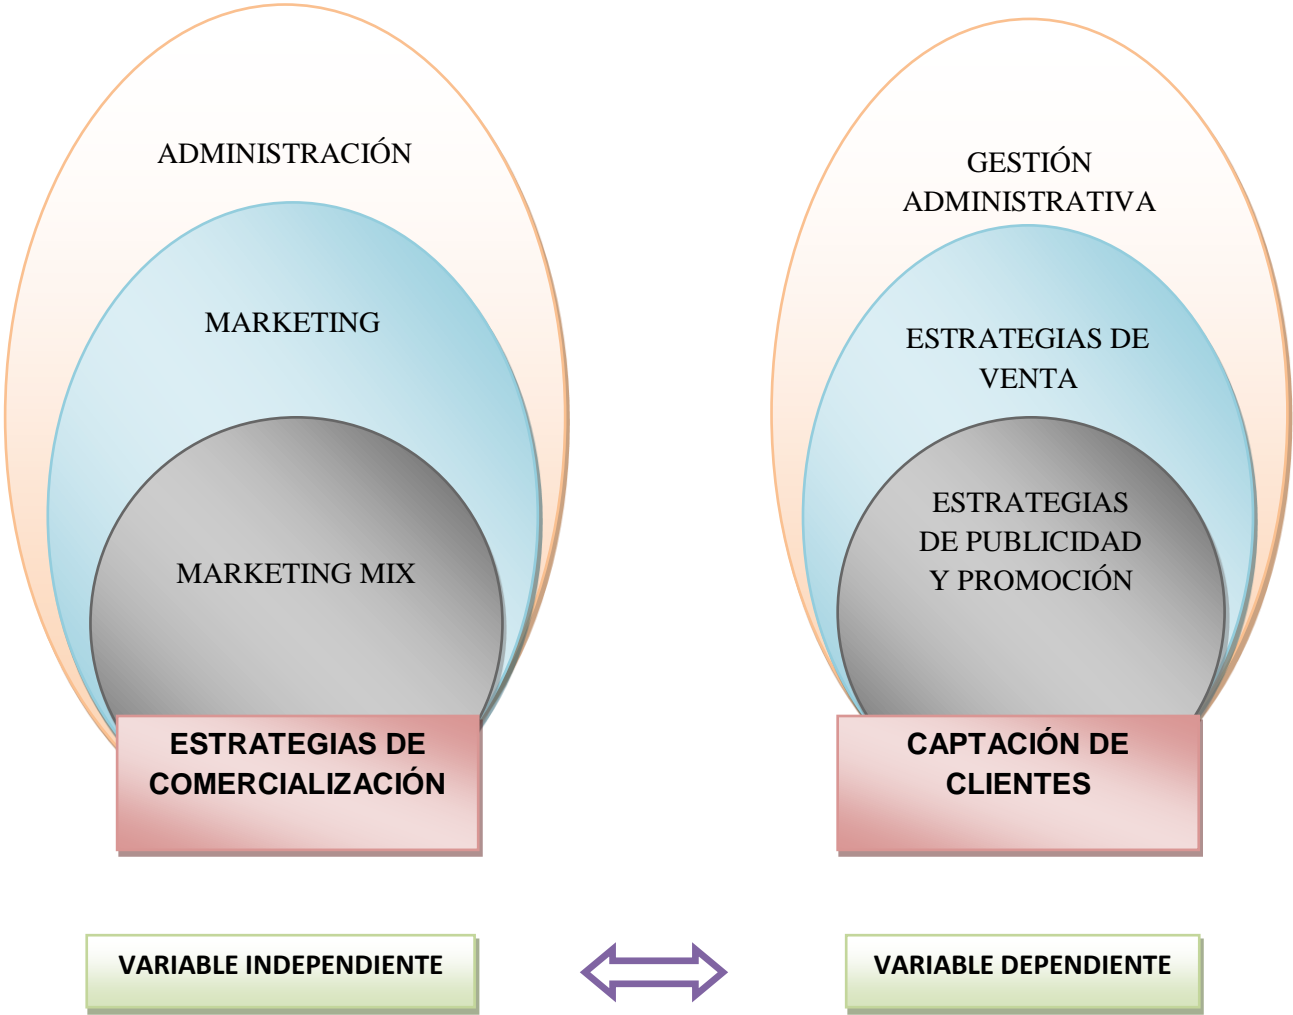 ADMINISTRACIÓN
MARKETING
MARKETING MIX
ESTRATEGIAS DE
COMERCIALIZACIÓN
VARIABLE INDEPENDIENTE
GESTIÓN
ADMINISTRATIVA
ESTRATEGIAS DE
VENTA
ESTRATEGIAS
DE PUBLICIDAD
Y PROMOCIÓN
CAPTACIÓN DE
CLIENTES
VARIABLE DEPENDIENTE